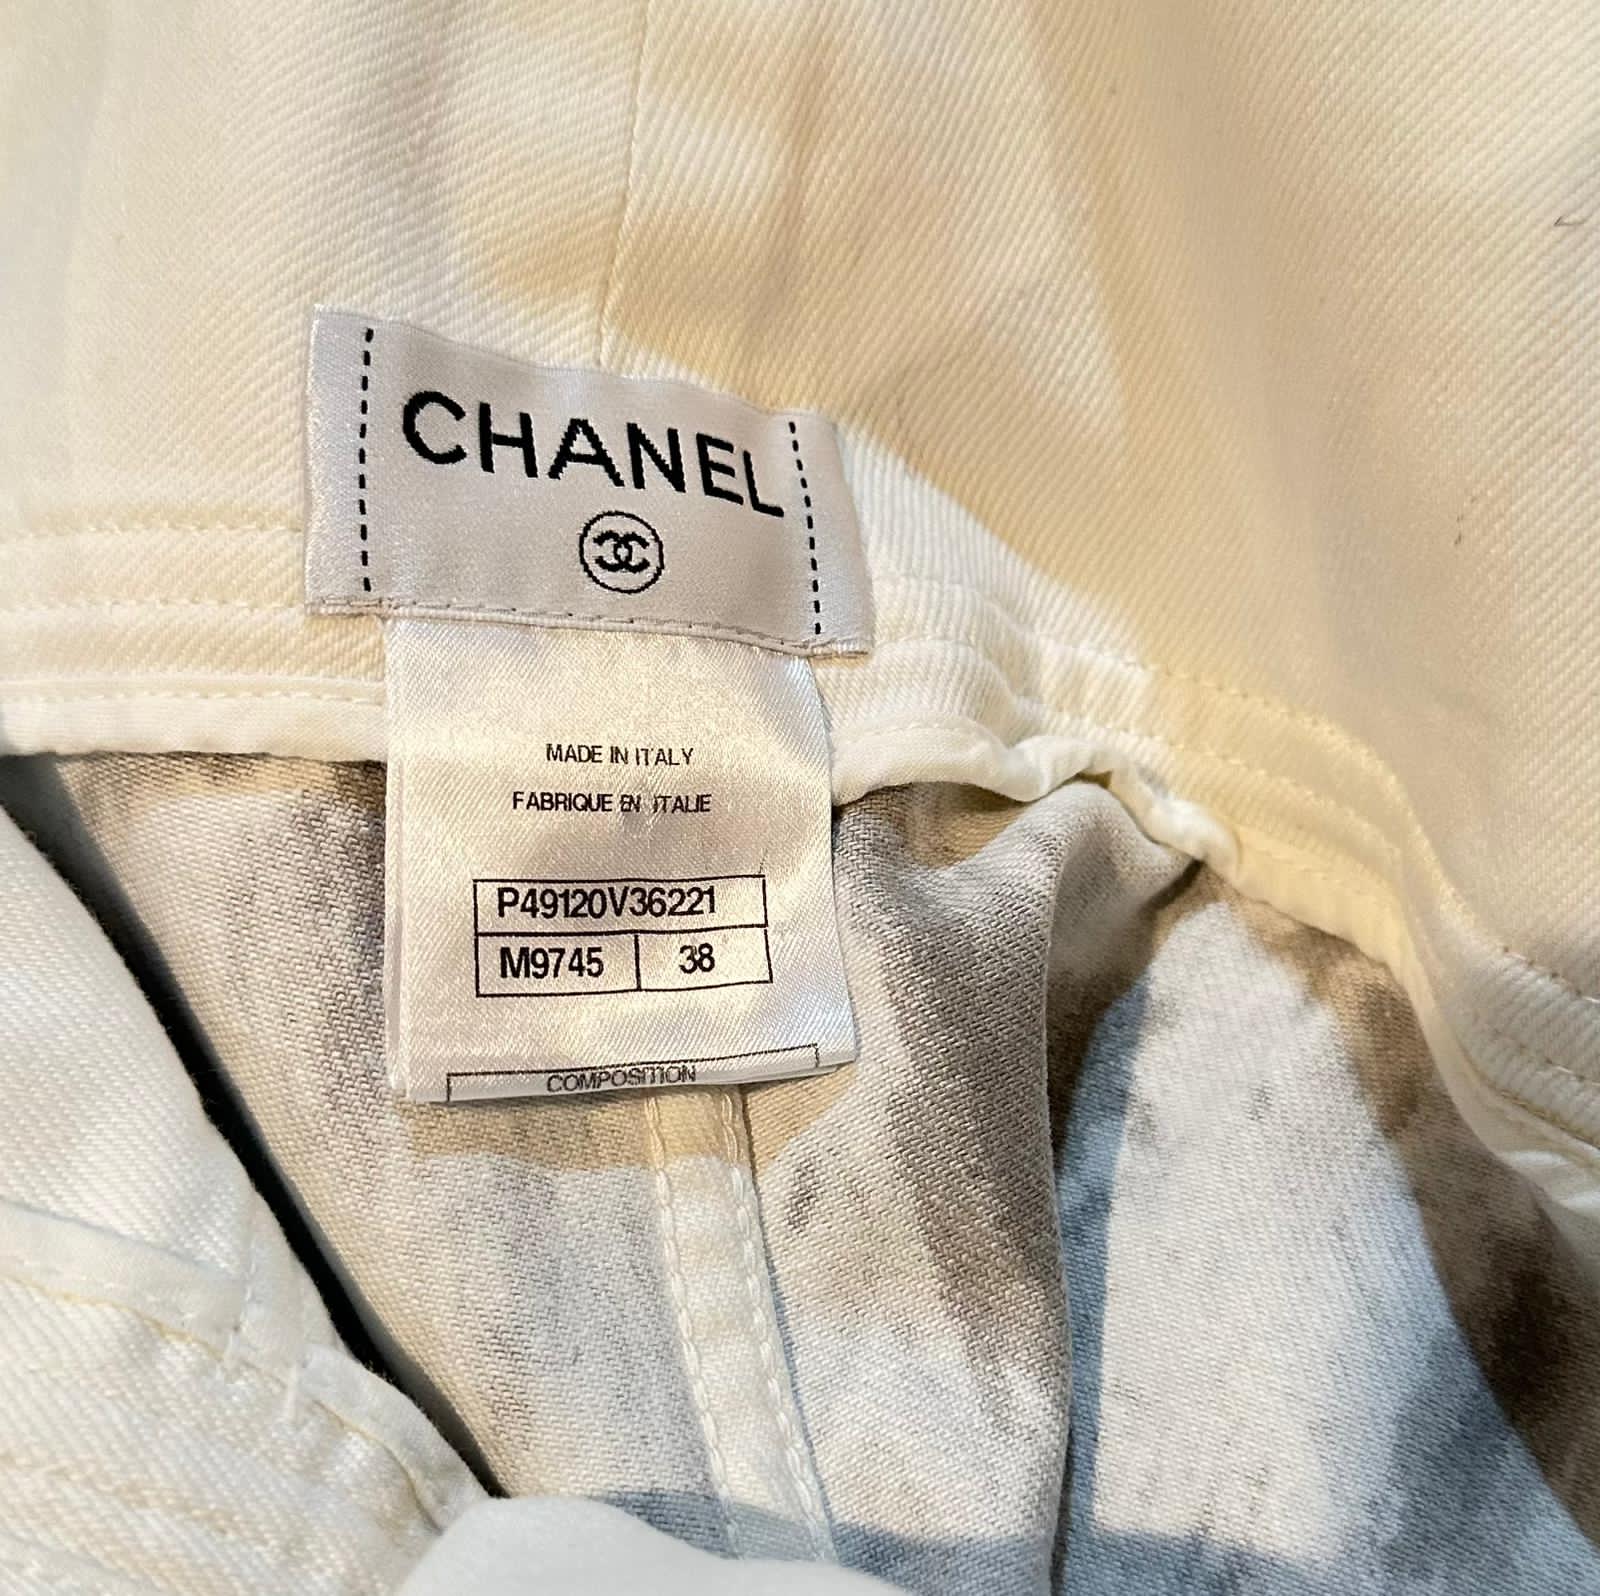 CHANEL
MADE IN ITALY
FABRIQUE EN ITALIE
P49120V36221
M9745 38
COMPOSITION